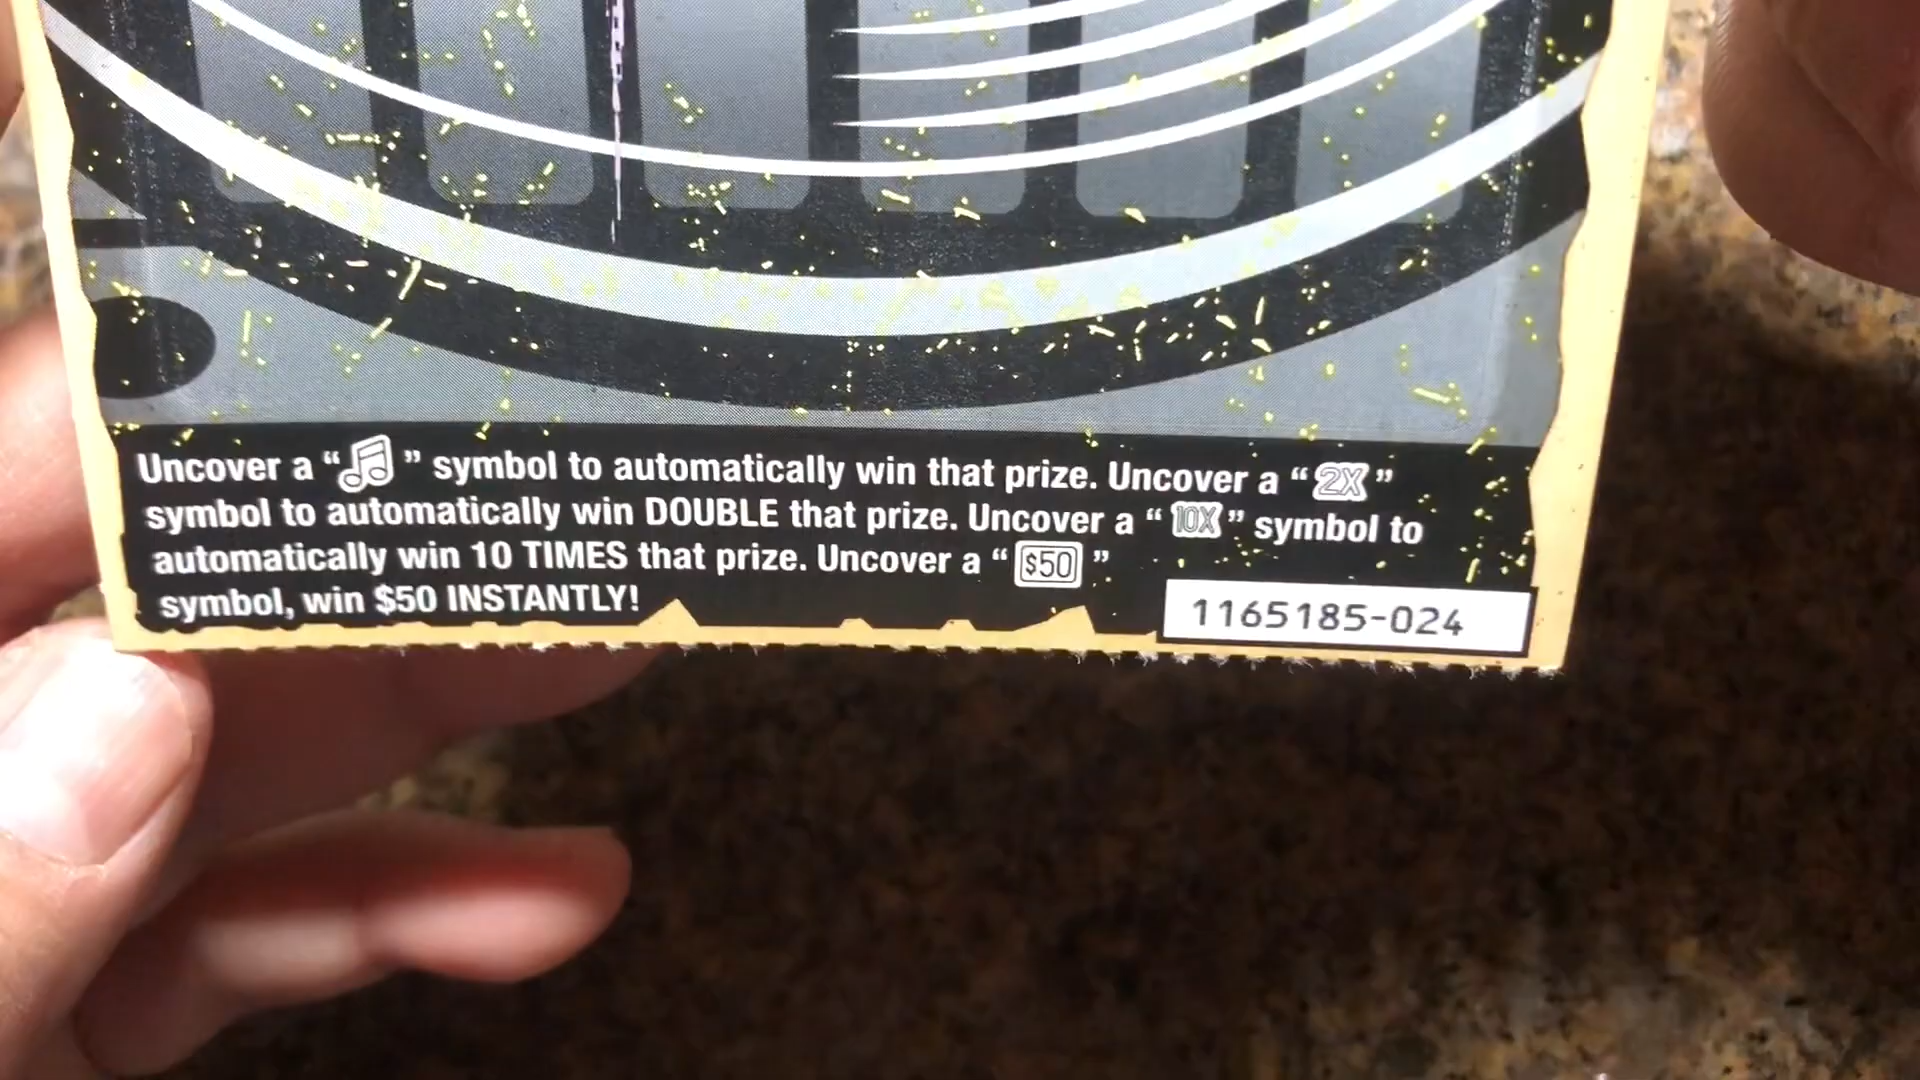 Uncover a “🎵” symbol to automatically win that prize. Uncover a “2X”
symbol to automatically win DOUBLE that prize. Uncover a “10X” symbol to
automatically win 10 TIMES that prize. Uncover a “$50”
symbol, win $50 INSTANTLY!
1165185-024